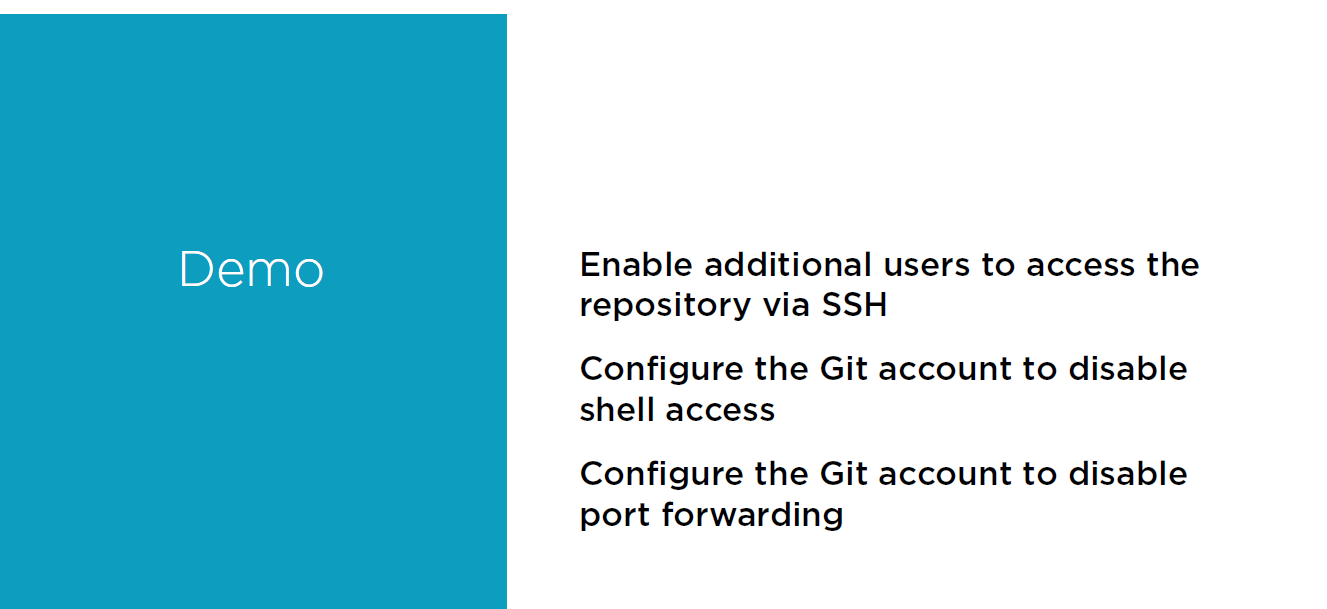 Demo
Enable additional users to access the
repository via SSH
Configure the Git account to disable
shell access
Configure the Git account to disable
port forwarding